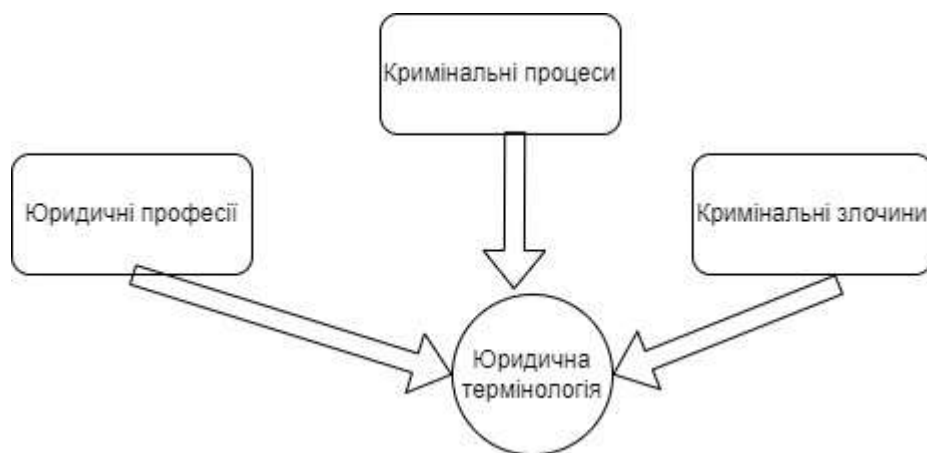 Кримінальні процеси
Юридичні професії
Кримінальні злочини
Юридична
термінологія